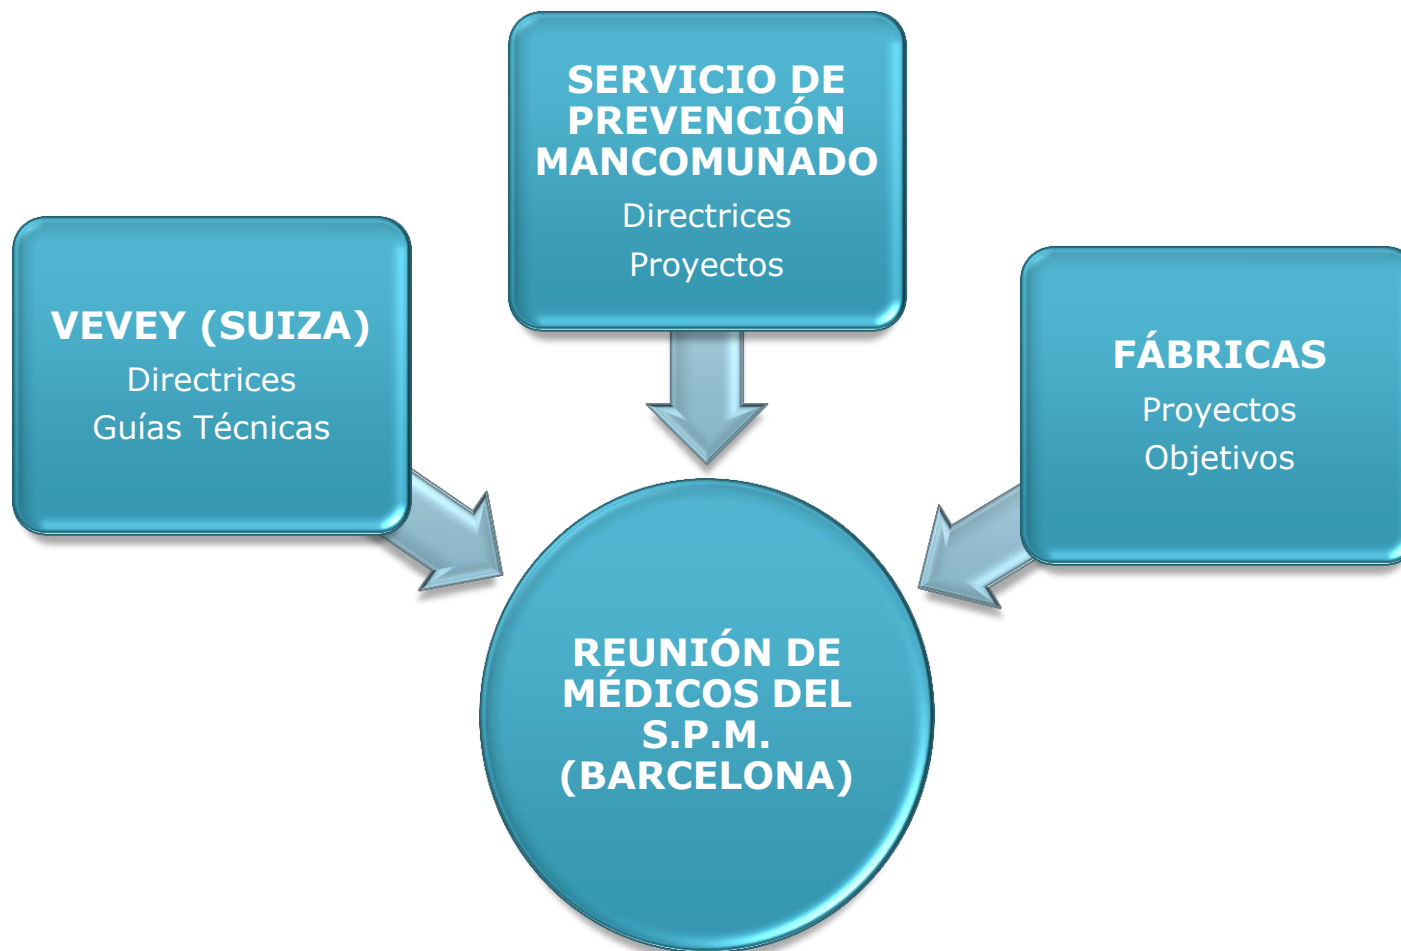 SERVICIO DE
PREVENCIÓN
MANCOMUNADO
Directrices
Proyectos
VEVEY (SUIZA)
Directrices
Guías Técnicas
FÁBRICAS
Proyectos
Objetivos
REUNIÓN DE
MÉDICOS DEL
S.P.M.
(BARCELONA)